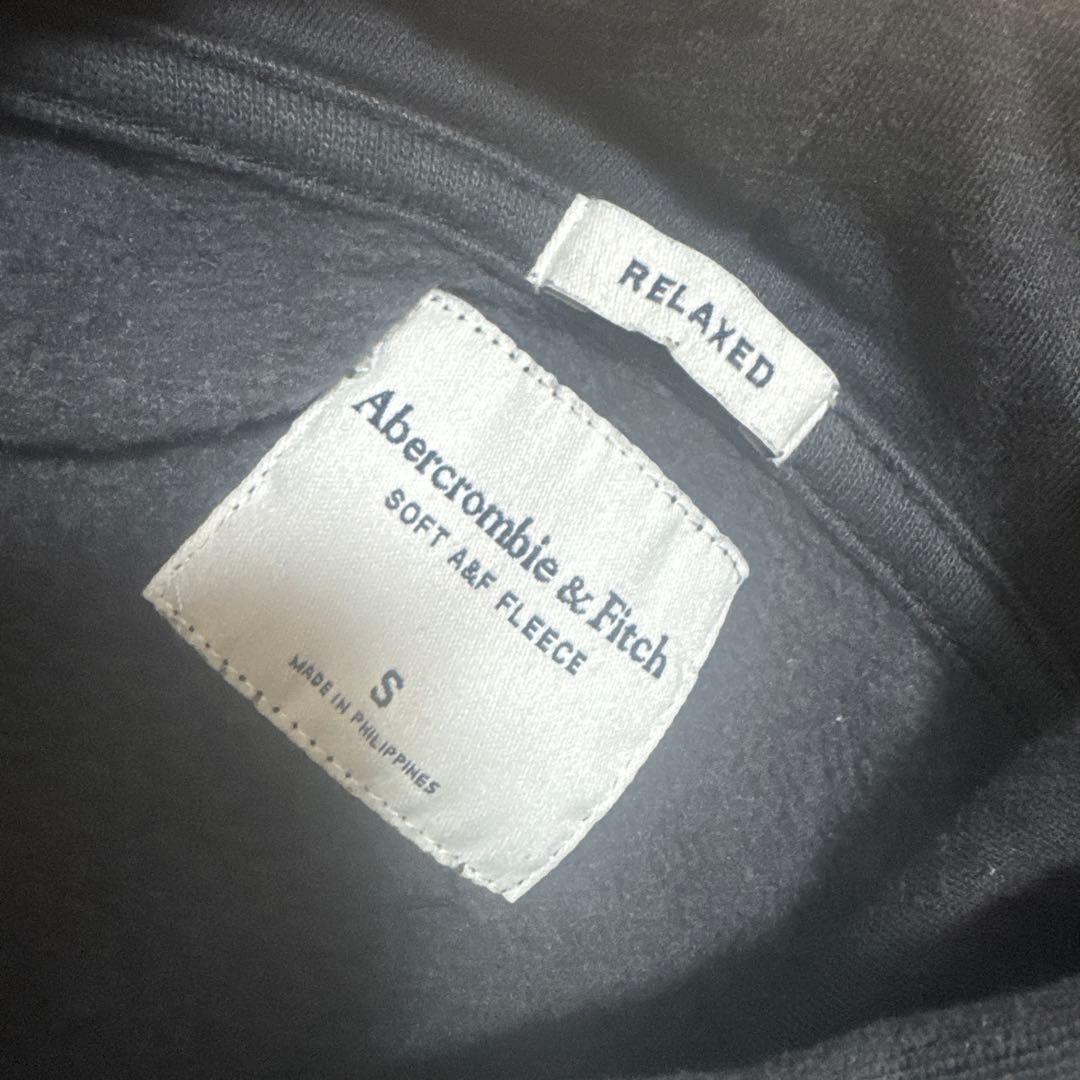 RELAXED
Abercrombie & Fitch
SOFT A&F FLEECE
S
MADE IN PHILIPPINES